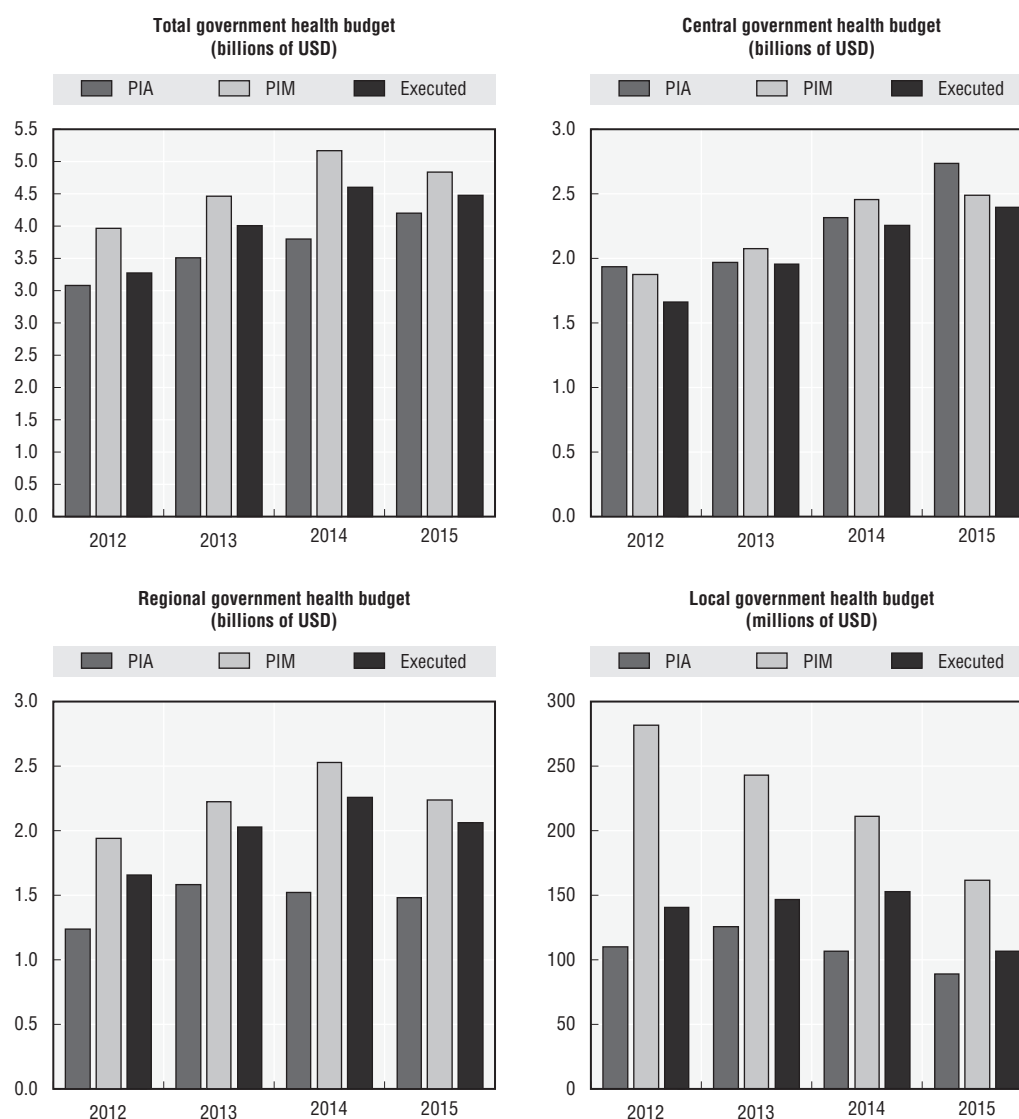 Total government health budget
(billions of USD)
PIA PIM Executed
5.5
5.0
4.5
4.0
3.5
3.0
3.0
2.5
2.0
1.5
1.0
0.5
0.0
2012 2013 2014 2015
Central government health budget
(billions of USD)
PIA PIM Executed
3.0
2.5
2.0
1.5
1.0
0.5
0.0
2012 2013 2014 2015
Regional government health budget
(billions of USD)
PIA PIM Executed
3.0
2.5
2.0
1.5
1.0
0.5
0.0
2012 2013 2014 2015
Local government health budget
(millions of USD)
PIA PIM Executed
300
250
200
150
100
50
0
2012 2013 2014 2015